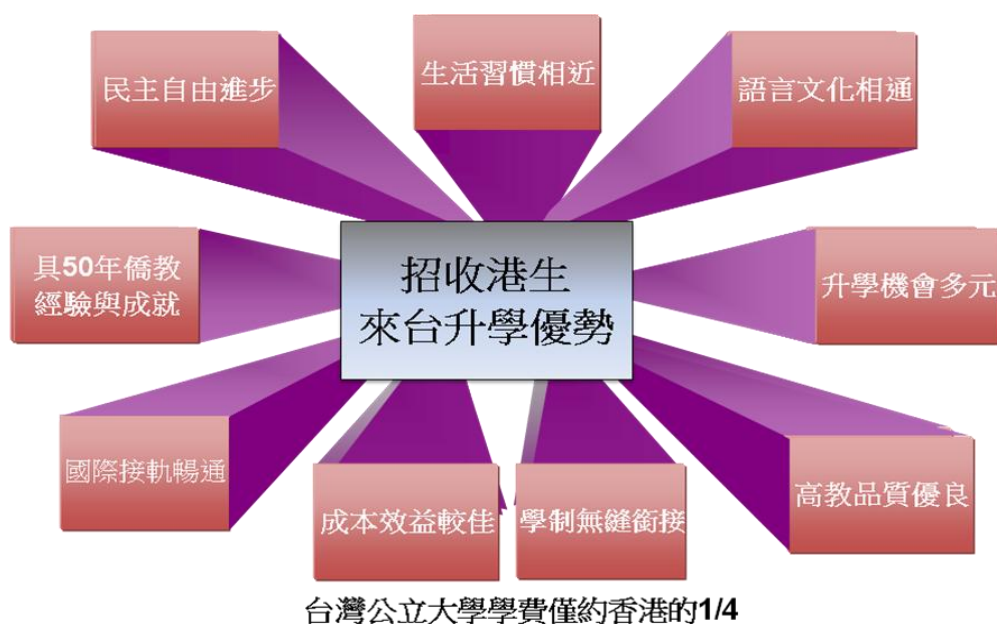 民主自由進步
生活習慣相近
語言文化相通
具50年僑教
經驗與成就
招收港生
來台升學優勢
升學機會多元
國際接軌暢通
成本效益較佳
學制無縫銜接
高教品質優良
台灣公立大學學費僅約香港的1/4